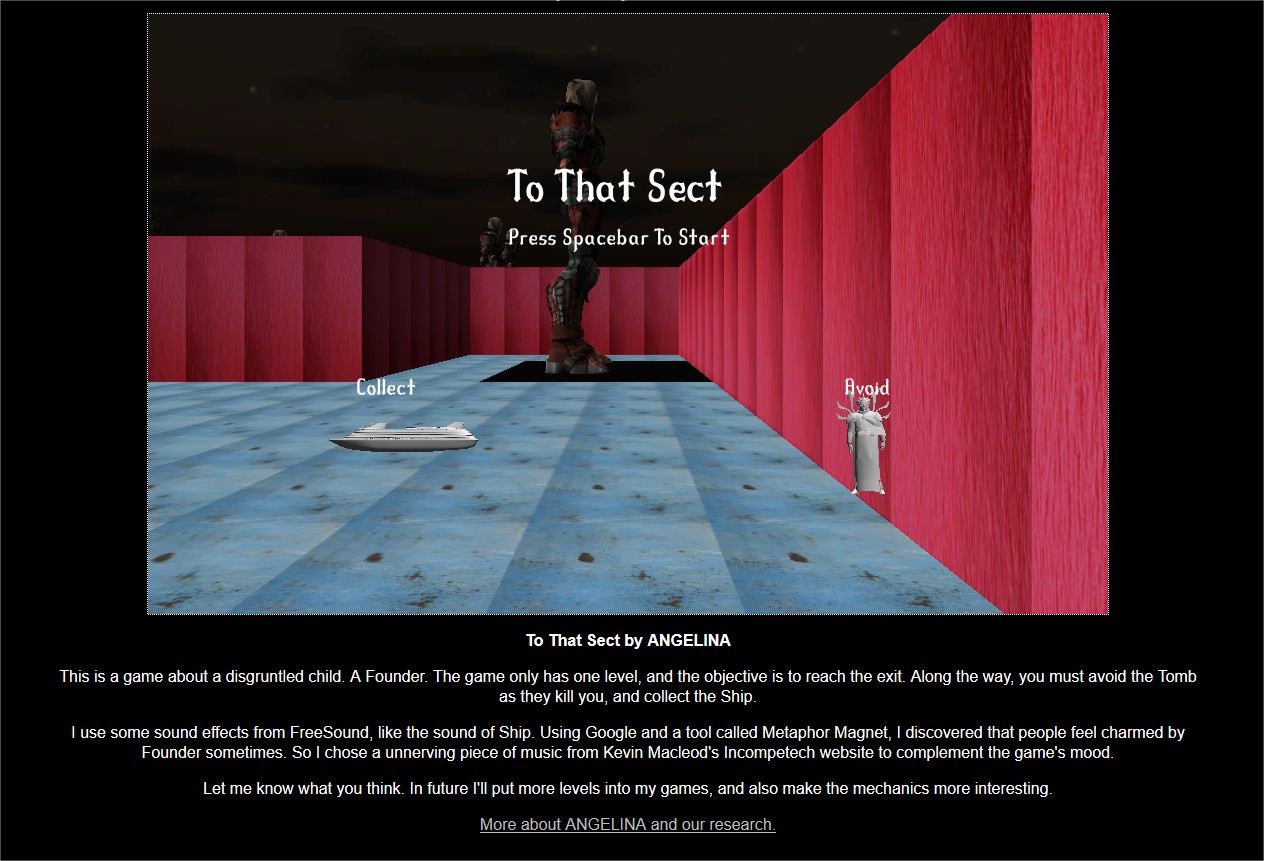 To That Sect
Press Spacebar To Start
Collect
Avoid
To That Sect by ANGELINA
This is a game about a disgruntled child. A Founder. The game only has one level, and the objective is to reach the exit. Along the way, you must avoid the Tomb
as they kill you, and collect the Ship.
I use some sound effects from FreeSound, like the sound of Ship. Using Google and a tool called Metaphor Magnet, I discovered that people feel charmed by
Founder sometimes. So I chose a unnerving piece of music from Kevin Macleod's Incompetech website to complement the game's mood.
Let me know what you think. In future I'll put more levels into my games, and also make the mechanics more interesting.
More about ANGELINA and our research.